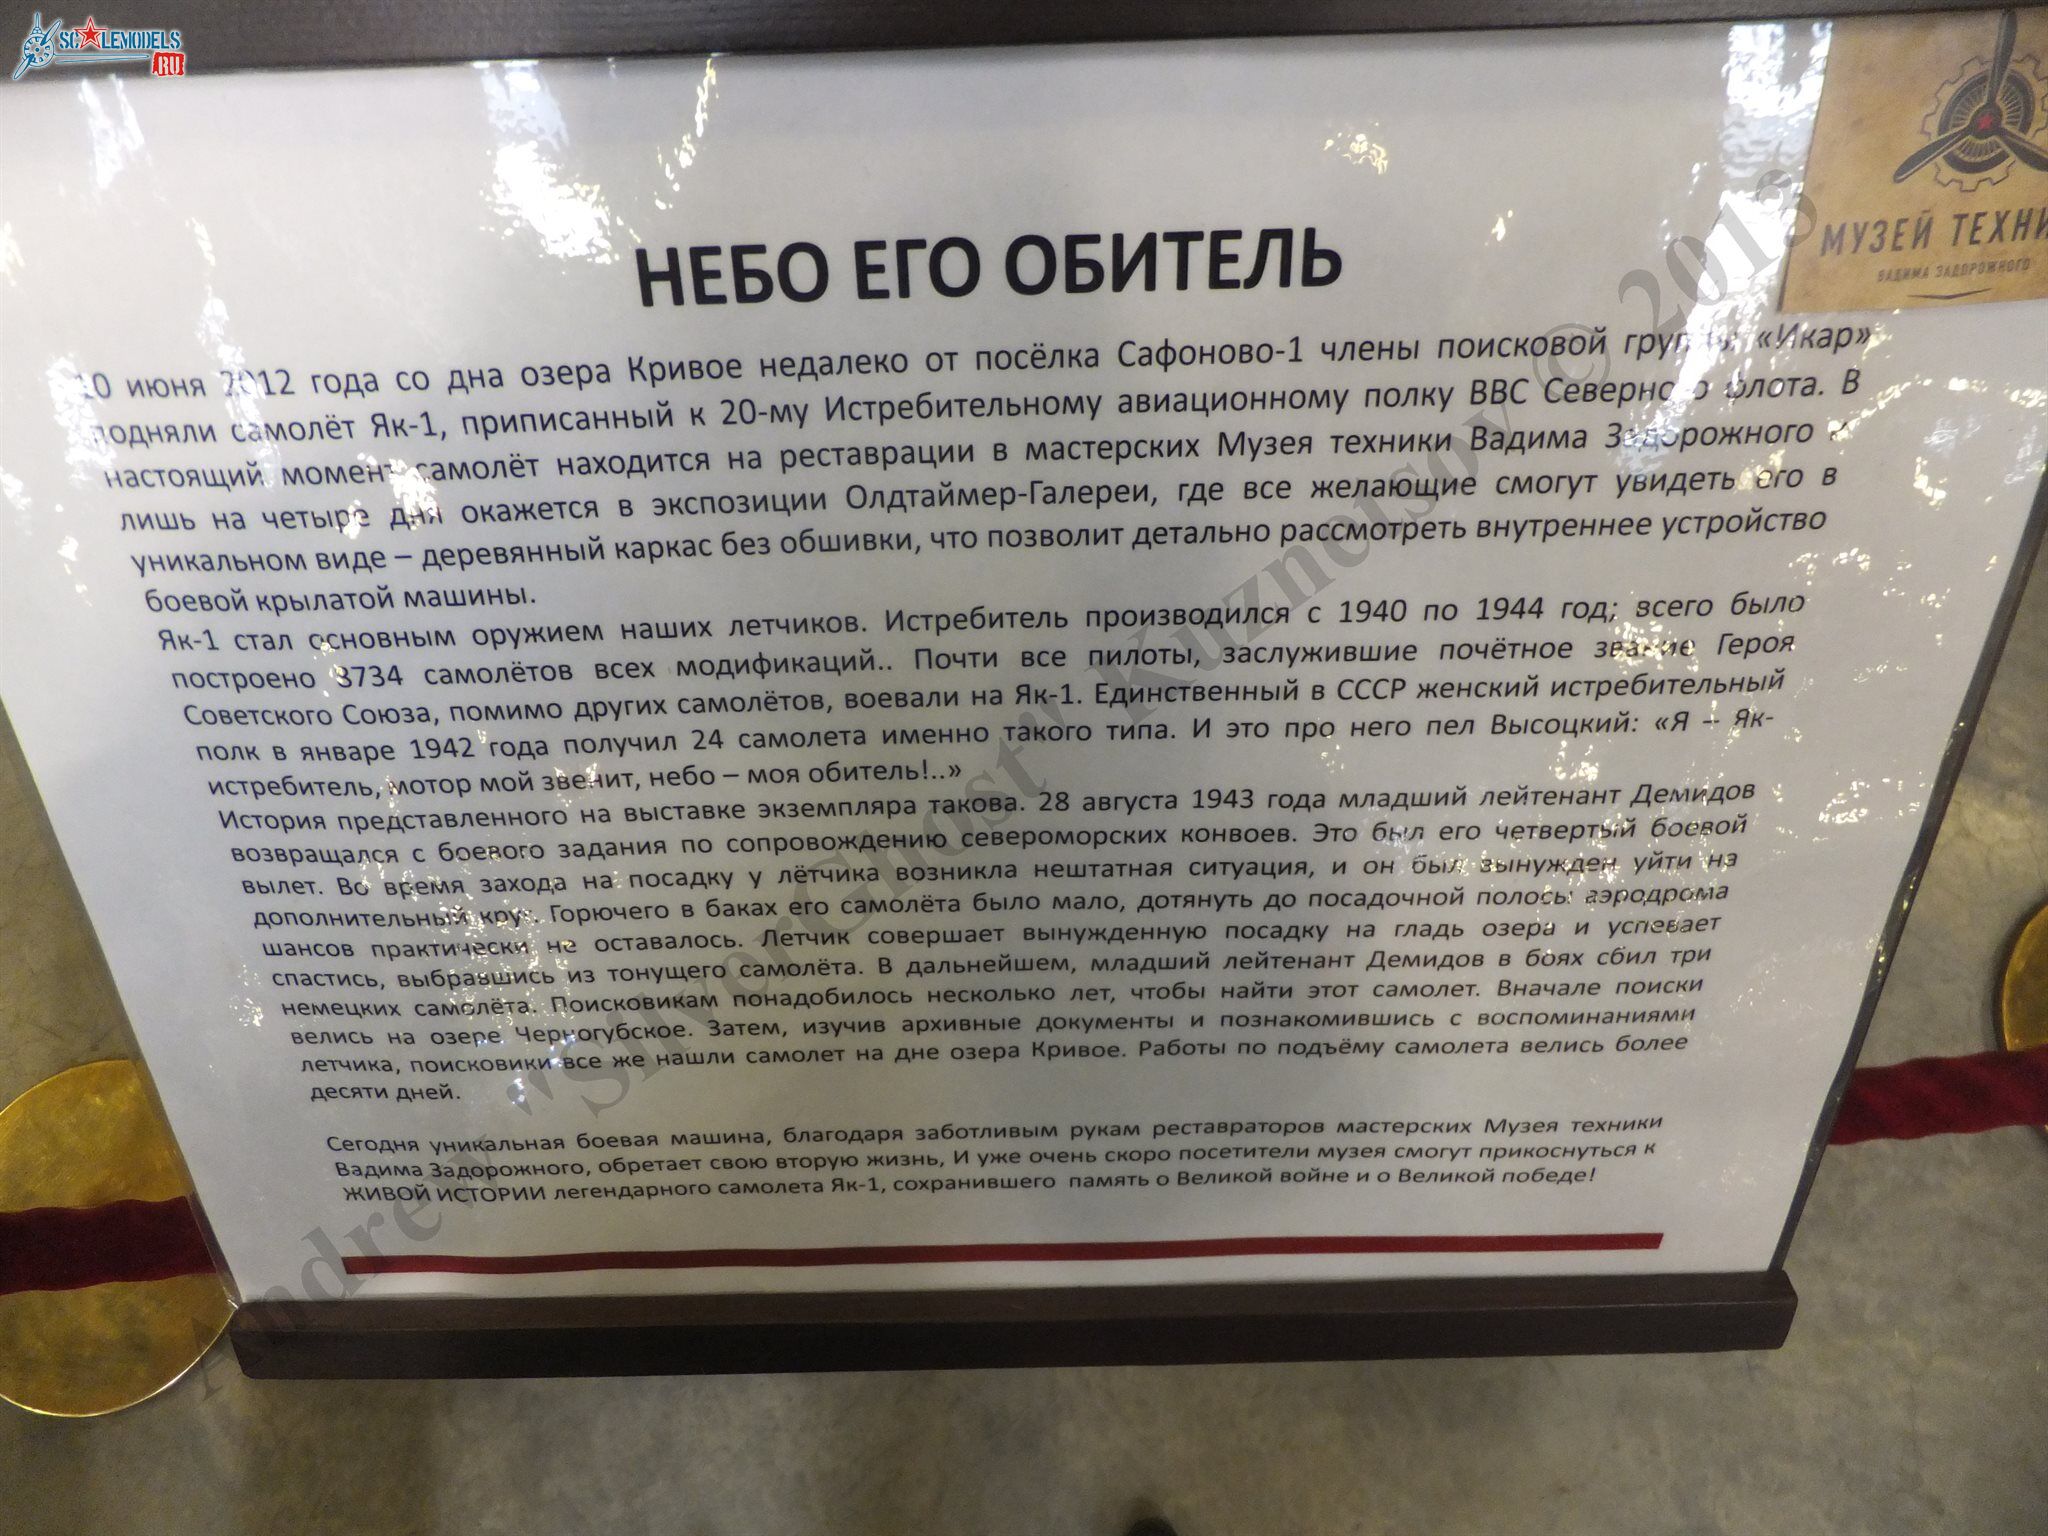 SCALEMODELS
RU
МУЗЕЙ ТЕХНИ
ВАДИМА ЗАДОРОЖНОГО
НЕБО ЕГО ОБИТЕЛЬ
10 июня 2012 года со дна озера Кривое недалеко от посёлка Сафоново-1 члены поисковой группы «Икар»
подняли самолёт Як-1, приписанный к 20-му Истребительному авиационному полку ВВС Северного флота. В
настоящий момент самолёт находится на реставрации в мастерских Музея техники Вадима Задорожного и
лишь на четыре дня окажется в экспозиции Олдтаймер-Галереи, где все желающие смогут увидеть его в
уникальном виде – деревянный каркас без обшивки, что позволит детально рассмотреть внутреннее устройство
боевой крылатой машины.
Як-1 стал основным оружием наших летчиков. Истребитель производился с 1940 по 1944 год; всего было
построено 8734 самолётов всех модификаций.. Почти все пилоты, заслужившие почётное звание Героя
Советского Союза, помимо других самолётов, воевали на Як-1. Единственный в СССР женский истребительный
полк в январе 1942 года получил 24 самолета именно такого типа. И это про него пел Высоцкий: «Я – Як-
истребитель, мотор мой звенит, небо – моя обитель!..»
История представленного на выставке экземпляра такова. 28 августа 1943 года младший лейтенант Демидов
возвращался с боевого задания по сопровождению североморских конвоев. Это был его четвертый боевой
вылет. Во время захода на посадку у лётчика возникла нештатная ситуация, и он был вынужден уйти на
дополнительный круг. Горючего в баках его самолёта было мало, дотянуть до посадочной полосы аэродрома
шансов практически не оставалось. Летчик совершает вынужденную посадку на гладь озера и успевает
спастись, выбравшись из тонущего самолёта. В дальнейшем, младший лейтенант Демидов в боях сбил три
немецких самолёта. Поисковикам понадобилось несколько лет, чтобы найти этот самолет. Вначале поиски
велись на озере Черногубское. Затем, изучив архивные документы и познакомившись с воспоминаниями
летчика, поисковики все же нашли самолет на дне озера Кривое. Работы по подъёму самолета велись более
десяти дней.
Сегодня уникальная боевая машина, благодаря заботливым рукам реставраторов мастерских Музея техники
Вадима Задорожного, обретает свою вторую жизнь, И уже очень скоро посетители музея смогут прикоснуться к
ЖИВОЙ ИСТОРИИ легендарного самолета Як-1, сохранившего память о Великой войне и о Великой победе!
Andrew "Silver Ghost" Kuznetsov © 2013